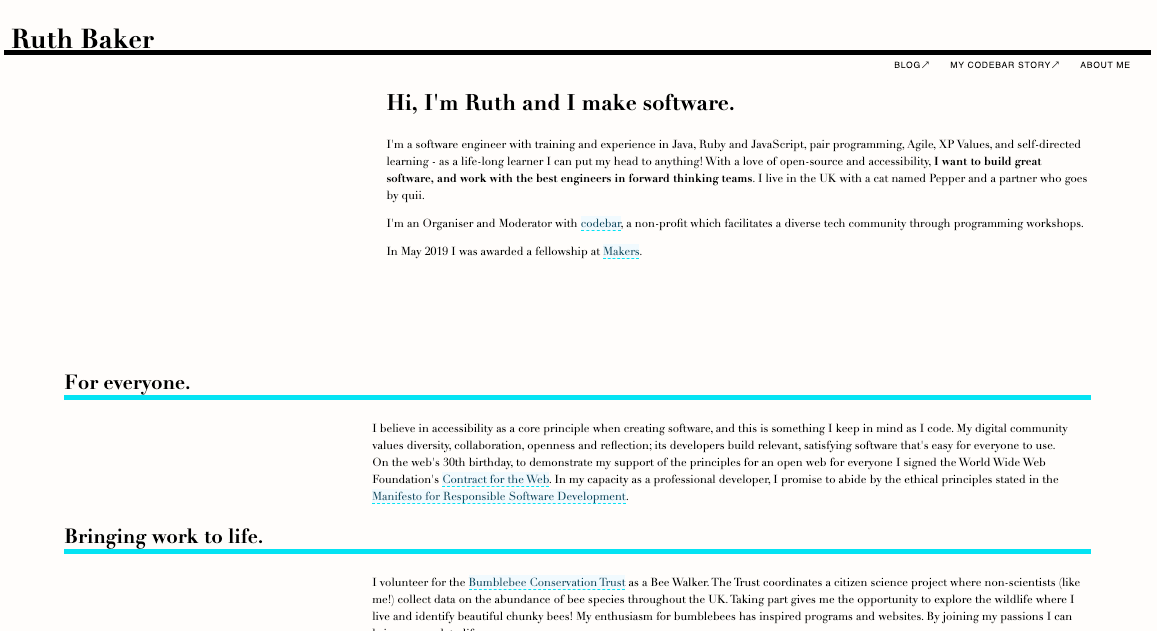 Ruth Baker
BLOG↗ MY CODEBAR STORY↗ ABOUT ME
Hi, I'm Ruth and I make software.
I'm a software engineer with training and experience in Java, Ruby and JavaScript, pair programming, Agile, XP Values, and self-directed
learning - as a life-long learner I can put my head to anything! With a love of open-source and accessibility, I want to build great
software, and work with the best engineers in forward thinking teams. I live in the UK with a cat named Pepper and a partner who goes
by quii.
I'm an Organiser and Moderator with codebar, a non-profit which facilitates a diverse tech community through programming workshops.
In May 2019 I was awarded a fellowship at Makers.
For everyone.
I believe in accessibility as a core principle when creating software, and this is something I keep in mind as I code. My digital community
values diversity, collaboration, openness and reflection; its developers build relevant, satisfying software that's easy for everyone to use.
On the web's 30th birthday, to demonstrate my support of the principles for an open web for everyone I signed the World Wide Web
Foundation's Contract for the Web. In my capacity as a professional developer, I promise to abide by the ethical principles stated in the
Manifesto for Responsible Software Development.
Bringing work to life.
I volunteer for the Bumblebee Conservation Trust as a Bee Walker. The Trust coordinates a citizen science project where non-scientists (like
me!) collect data on the abundance of bee species throughout the UK. Taking part gives me the opportunity to explore the wildlife where I
live and identify beautiful chunky bees! My enthusiasm for bumblebees has inspired programs and websites. By joining my passions I can